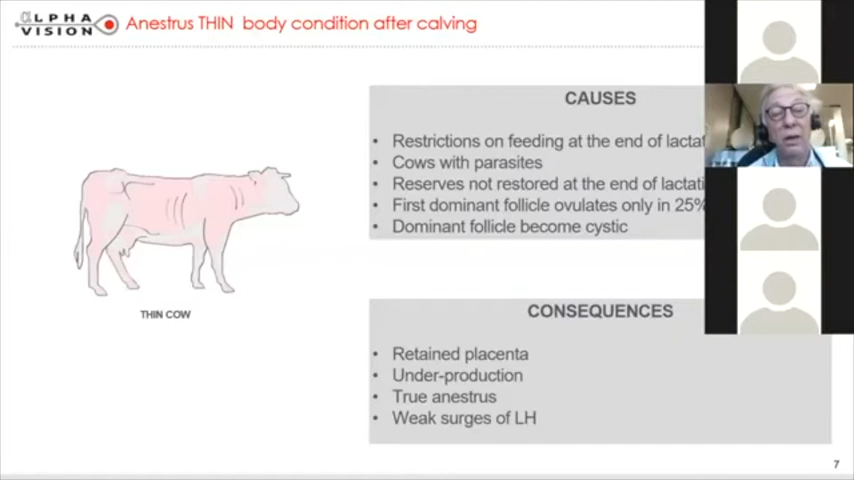 αLPHA
VISION
Anestrus THIN body condition after calving
CAUSES
• Restrictions on feeding at the end of lactat
• Cows with parasites
• Reserves not restored at the end of lactati
• First dominant follicle ovulates only in 25%
• Dominant follicle become cystic
THIN COW
CONSEQUENCES
• Retained placenta
• Under-production
• True anestrus
• Weak surges of LH
7